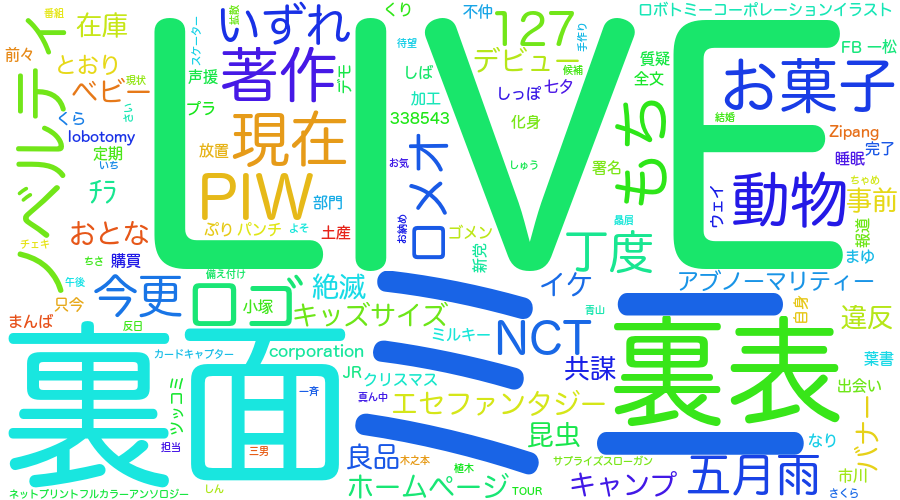 LIVE
裏面
裏表
ミニ
いずれ
著作
現在
PIW
127
デビュー
お菓子
動物
もち
丁度
ロメオ
NCT
五月雨
ロゴ
今更
ノベルティ
在庫
とおり
ベビー
前々
番組
現状
くら
lobotomy
定期
いち
さい
チラ
おとな
チェキ
ちさ
購買
午後
只今
まんば
反日
スケーター
拡散
声援
プラ
放置
部門
ぷり
パンチ
よそ
土産
備え付け
小塚
絶滅
キッズサイズ
デモ
くり
待望
しば
加工
338543
お気
お納め
ゴメン
新党
不仲
手作り
候補
しっぽ
七夕
化身
しゅう
署名
質疑
全文
贔屓
ウェイ
結婚
ロボトミーコーポレーションイラスト
FB
一松
Zipang
完了
睡眠
ちゃめ
事前
報道
まゆ
イケ
アブノーマリティー
青山
自身
違反
葉書
出会い
バナー
市川
なり
さくら
共謀
エセファンタジー
昆虫
キャンプ
サプライズスローガン
ミルキー
クリスマス
JR
corporation
カードキャプター
ツッコミ
担当
三男
一斉
真ん中
良品
木之本
植木
ホームページ
TOUR
しん
ネットプリントフルカラーアンソロジー